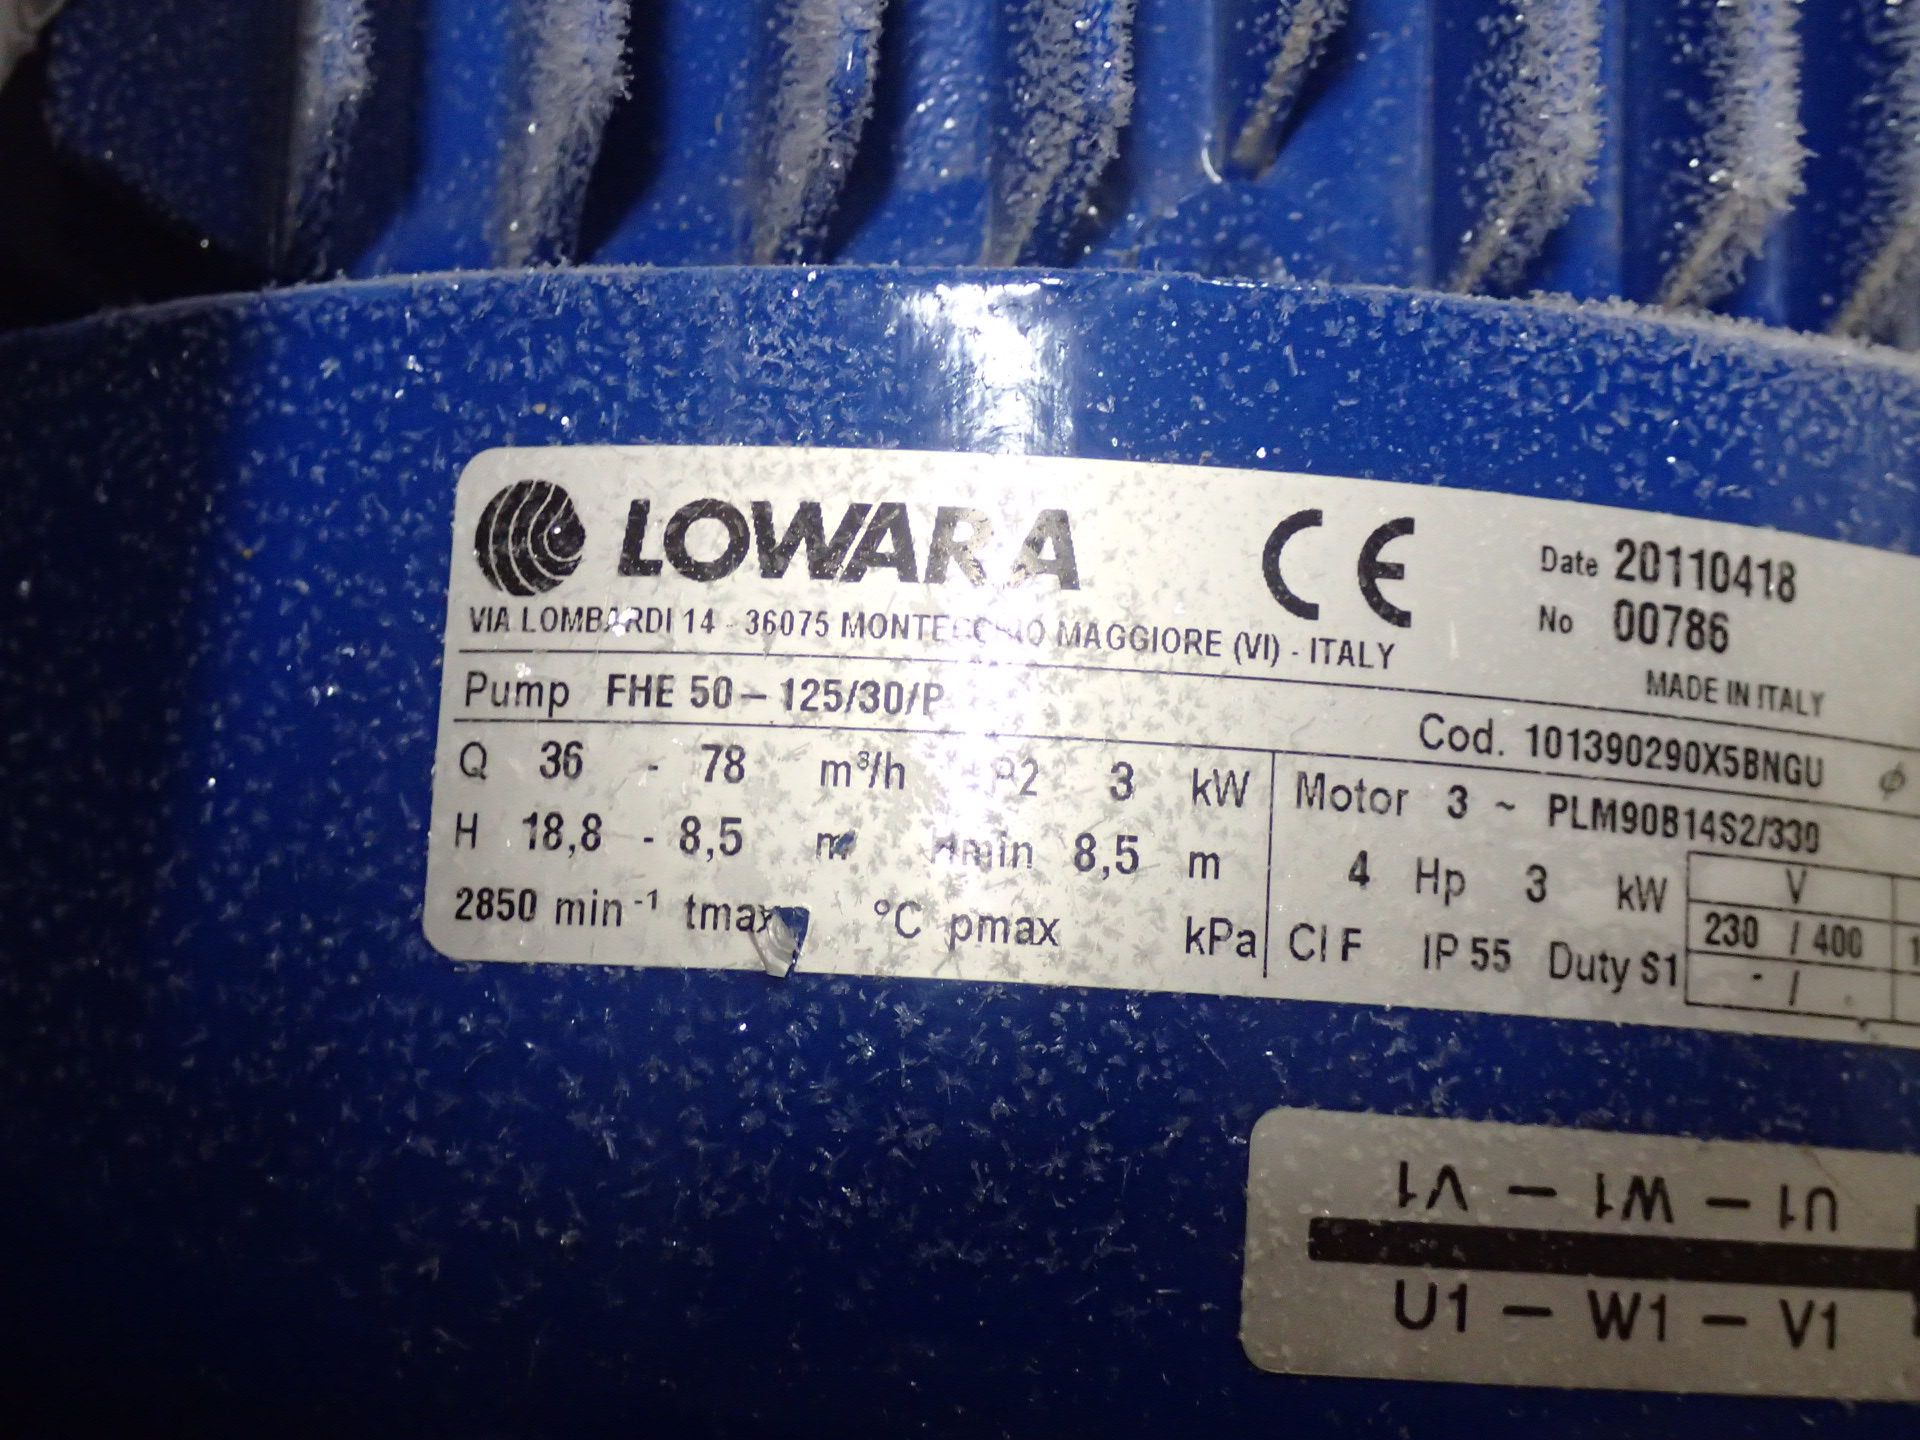 LOWARA
CE
Date 20110418
No 00786
VIA LOMBARDI 14 - 36075 MONTECCHIO MAGGIORE (VI) - ITALY
MADE IN ITALY
Pump FHE 50 – 125/30/P
Cod. 101390290X5BNGU ϕ
Q 36 - 78 m³/h P2 3 kW
H 18,8 - 8,5 m Hmin 8,5 m
2850 min⁻¹ tmax °C pmax kPa
Motor 3 ~ PLM90B14S2/330
4 Hp 3 kW
Cl F IP 55 Duty S1
V
230 / 400
- / -
U1 – W1 – V1
U1 – W1 – V1